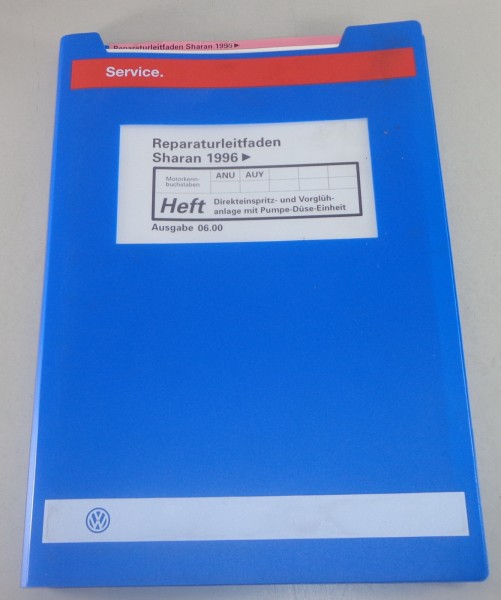 Reparaturleitfaden Sharan 1996 ►
Service.
Reparaturleitfaden
Sharan 1996 ►
Motorkenn-
buchstaben
ANU AUY
Heft
Direkteinspritz- und Vorglüh-
anlage mit Pumpe-Düse-Einheit
Ausgabe 06.00